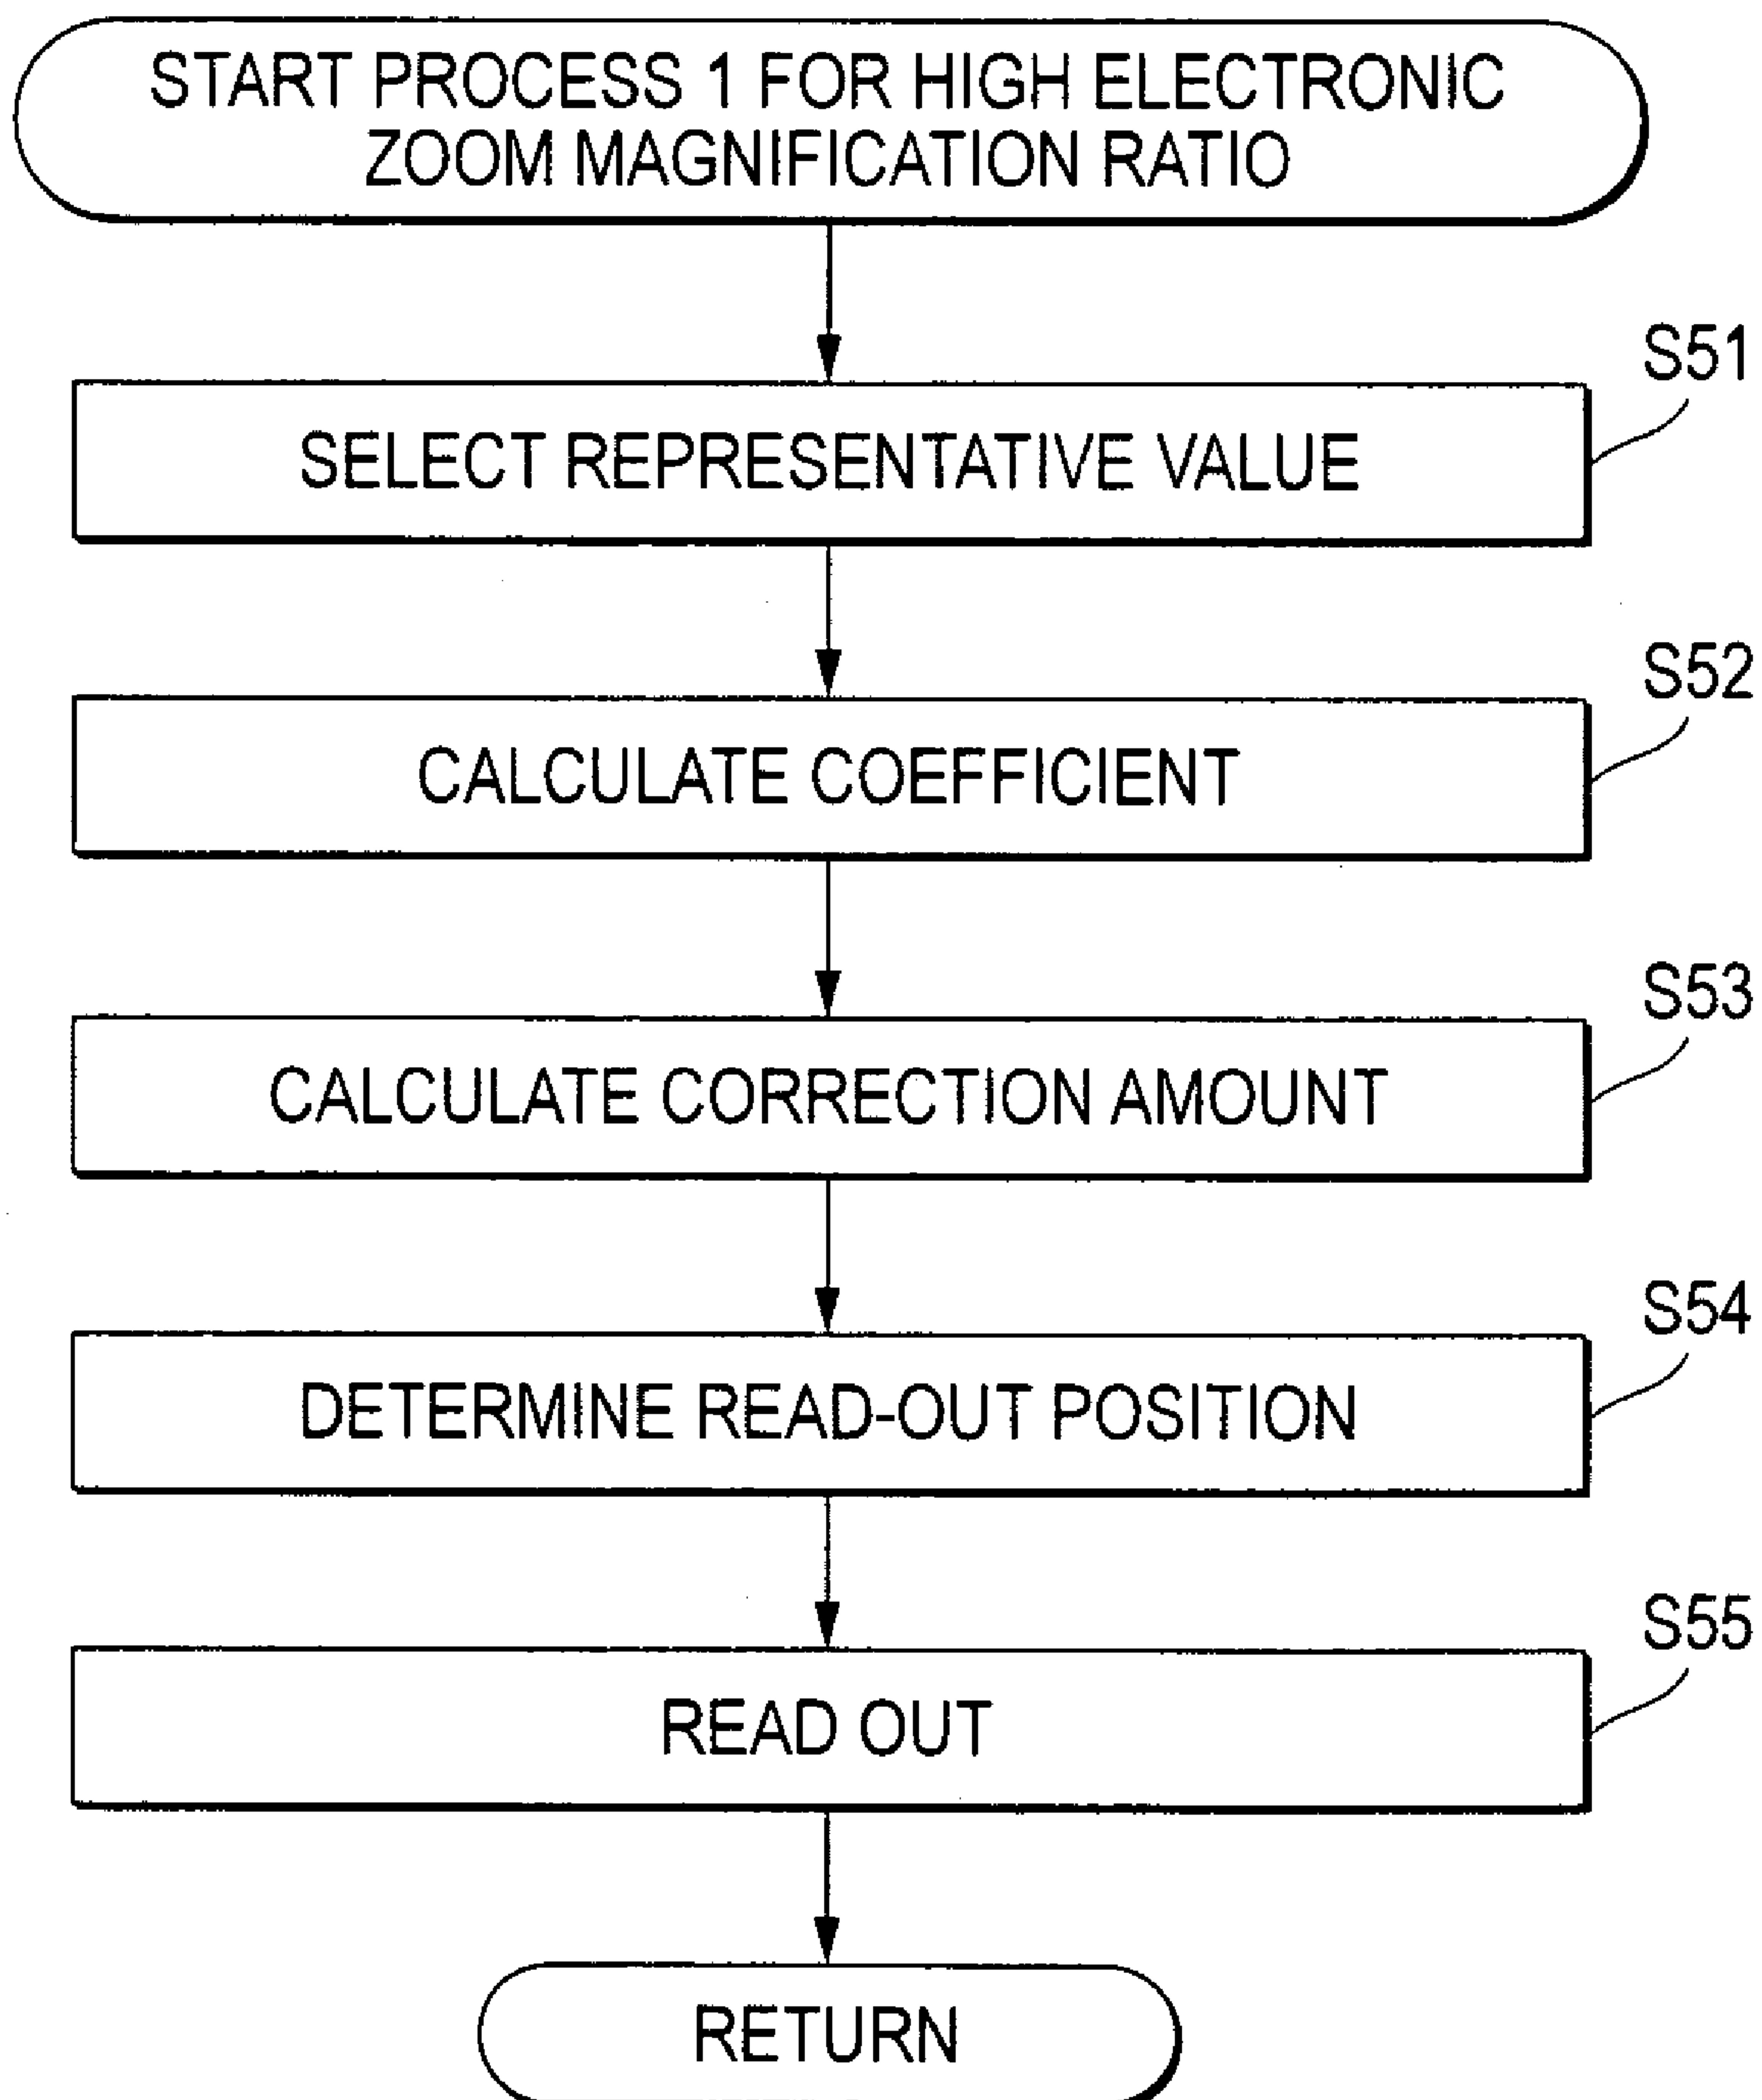 START PROCESS 1 FOR HIGH ELECTRONIC
ZOOM MAGNIFICATION RATIO
S51
SELECT REPRESENTATIVE VALUE
S52
CALCULATE COEFFICIENT
S53
CALCULATE CORRECTION AMOUNT
S54
DETERMINE READ-OUT POSITION
S55
READ OUT
RETURN